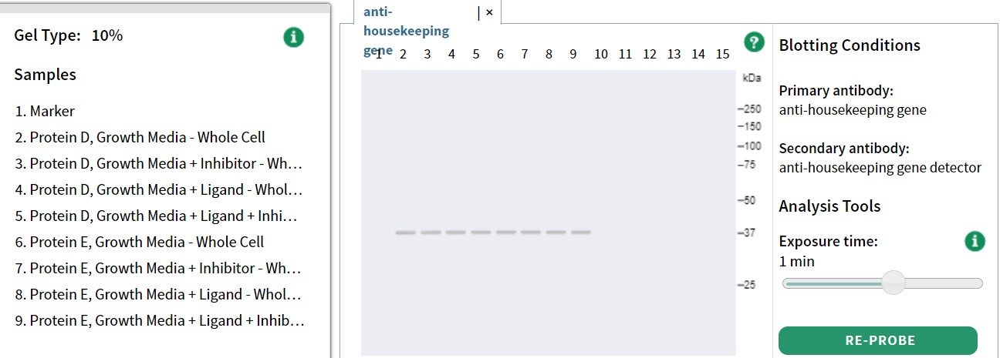 Gel Type: 10%
Samples
1. Marker
2. Protein D, Growth Media - Whole Cell
3. Protein D, Growth Media + Inhibitor - Wh...
4. Protein D, Growth Media + Ligand - Whol...
5. Protein D, Growth Media + Ligand + Inhi...
6. Protein E, Growth Media - Whole Cell
7. Protein E, Growth Media + Inhibitor - Wh...
8. Protein E, Growth Media + Ligand - Whol...
9. Protein E, Growth Media + Ligand + Inhib...
anti-
housekeeping
gene
| ×
1 2 3 4 5 6 7 8 9 10 11 12 13 14 15
kDa
–250
–150
–100
–75
–50
–37
–25
Blotting Conditions
Primary antibody:
anti-housekeeping gene
Secondary antibody:
anti-housekeeping gene detector
Analysis Tools
Exposure time:
1 min
RE-PROBE